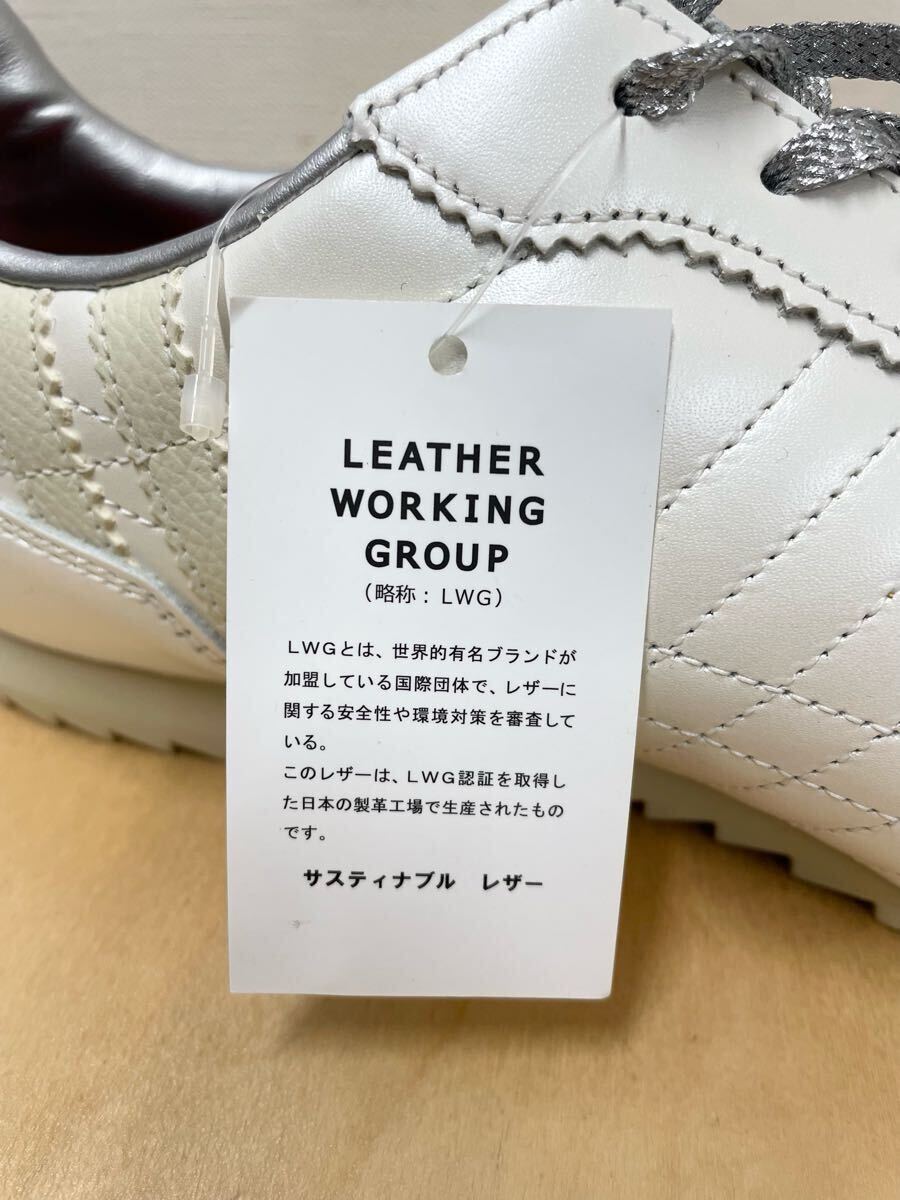 LEATHER
WORKING
GROUP
（略称：LWG）
ＬＷＧとは、世界的有名ブランドが
加盟している国際団体で、レザーに
関する安全性や環境対策を審査して
いる。
このレザーは、ＬＷＧ認証を取得し
た日本の製革工場で生産されたもの
です。
サスティナブル　レザー